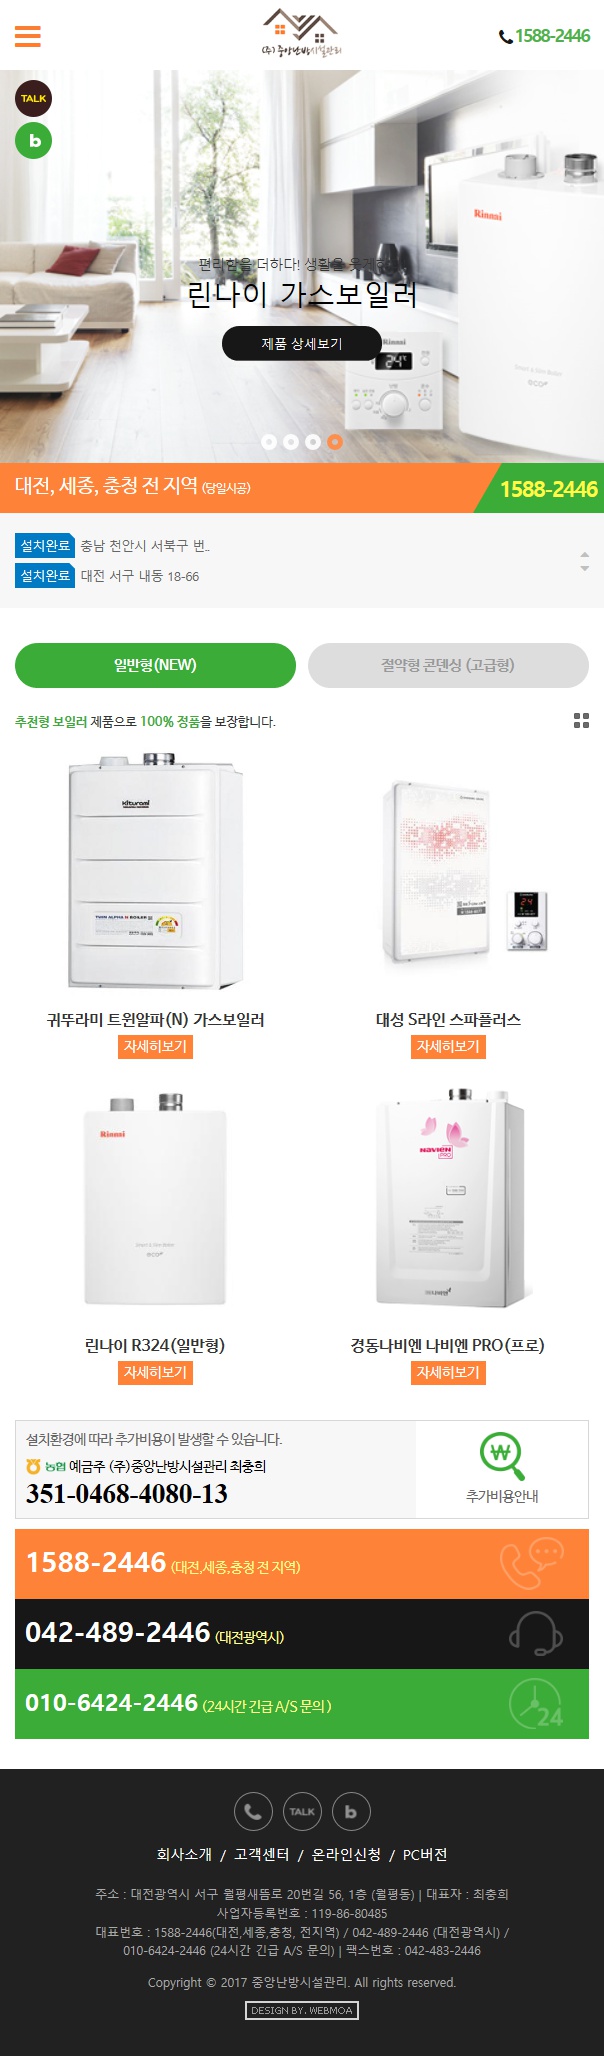 (주)중앙난방시설관리
1588-2446
TALK
b
Rinnai
편리함을 더하다! 생활을 웃게하
린나이 가스보일러
제품 상세보기
Rinnai
24
대전, 세종, 충청 전 지역 (당일시공)
1588-2446
설치완료 충남 천안시 서북구 번..
설치완료 대전 서구 내동 18-66
일반형(NEW)
절약형 콘덴싱 (고급형)
추천형 보일러 제품으로 100% 정품을 보장합니다.
Kiturami
TWIN ALPHA N BOILER
24
귀뚜라미 트윈알파(N) 가스보일러
자세히보기
대성 S라인 스파플러스
자세히보기
Rinnai
Smart & Slim Boiler
eco
NAVIEN
PRO
린나이 R324(일반형)
자세히보기
경동나비엔 나비엔 PRO(프로)
자세히보기
설치환경에 따라 추가비용이 발생할 수 있습니다.
농협 예금주 (주)중앙난방시설관리 최충희
351-0468-4080-13
추가비용안내
1588-2446 (대전,세종,충청 전 지역)
042-489-2446 (대전광역시)
010-6424-2446 (24시간 긴급 A/S 문의 )
24
TALK
b
회사소개 / 고객센터 / 온라인신청 / PC버전
주소 : 대전광역시 서구 월평새뜸로 20번길 56, 1층 (월평동) | 대표자 : 최충희
사업자등록번호 : 119-86-80485
대표번호 : 1588-2446(대전,세종,충청, 전지역) / 042-489-2446 (대전광역시) /
010-6424-2446 (24시간 긴급 A/S 문의) | 팩스번호 : 042-483-2446
Copyright © 2017 중앙난방시설관리. All rights reserved.
DESIGN BY. WEBMOA